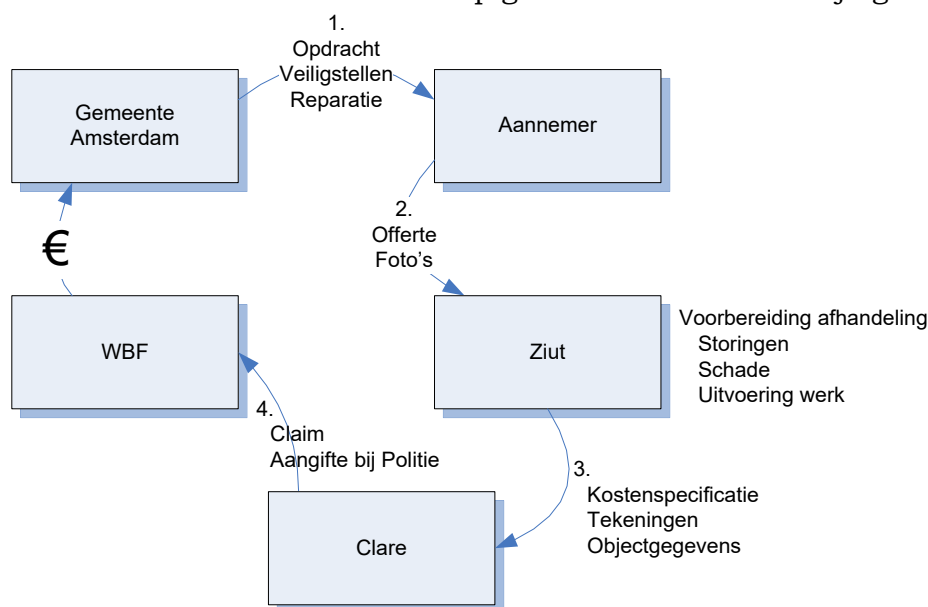 1.
Opdracht
Veiligstellen
Reparatie
Gemeente
Amsterdam
Aannemer
2.
Offerte
Foto's
€
WBF
Ziut
Voorbereiding afhandeling
Storingen
Schade
Uitvoering werk
4.
Claim
Aangifte bij Politie
3.
Kostenspecificatie
Tekeningen
Objectgegevens
Clare